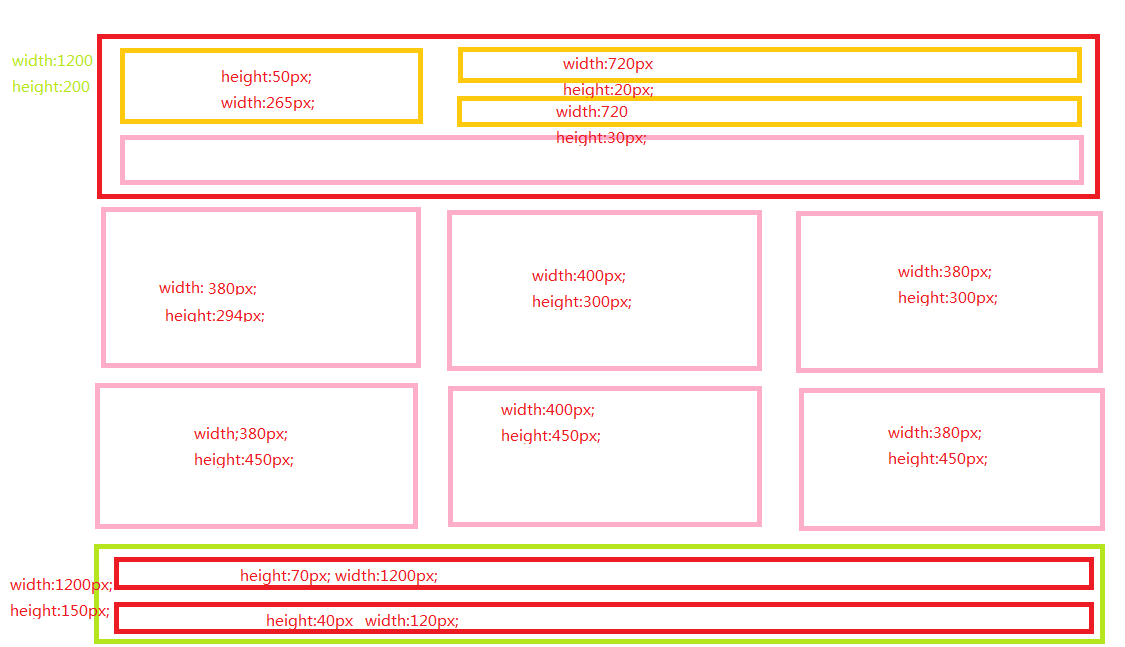 width:1200
height:200
height:50px;
width:265px;
width:720px
height:20px;
width:720
height:30px;
width: 380px;
height:294px;
width:400px;
height:300px;
width:380px;
height:300px;
width;380px;
height:450px;
width:400px;
height:450px;
width:380px;
height:450px;
width:1200px;
height:150px;
height:70px; width:1200px;
height:40px width:120px;